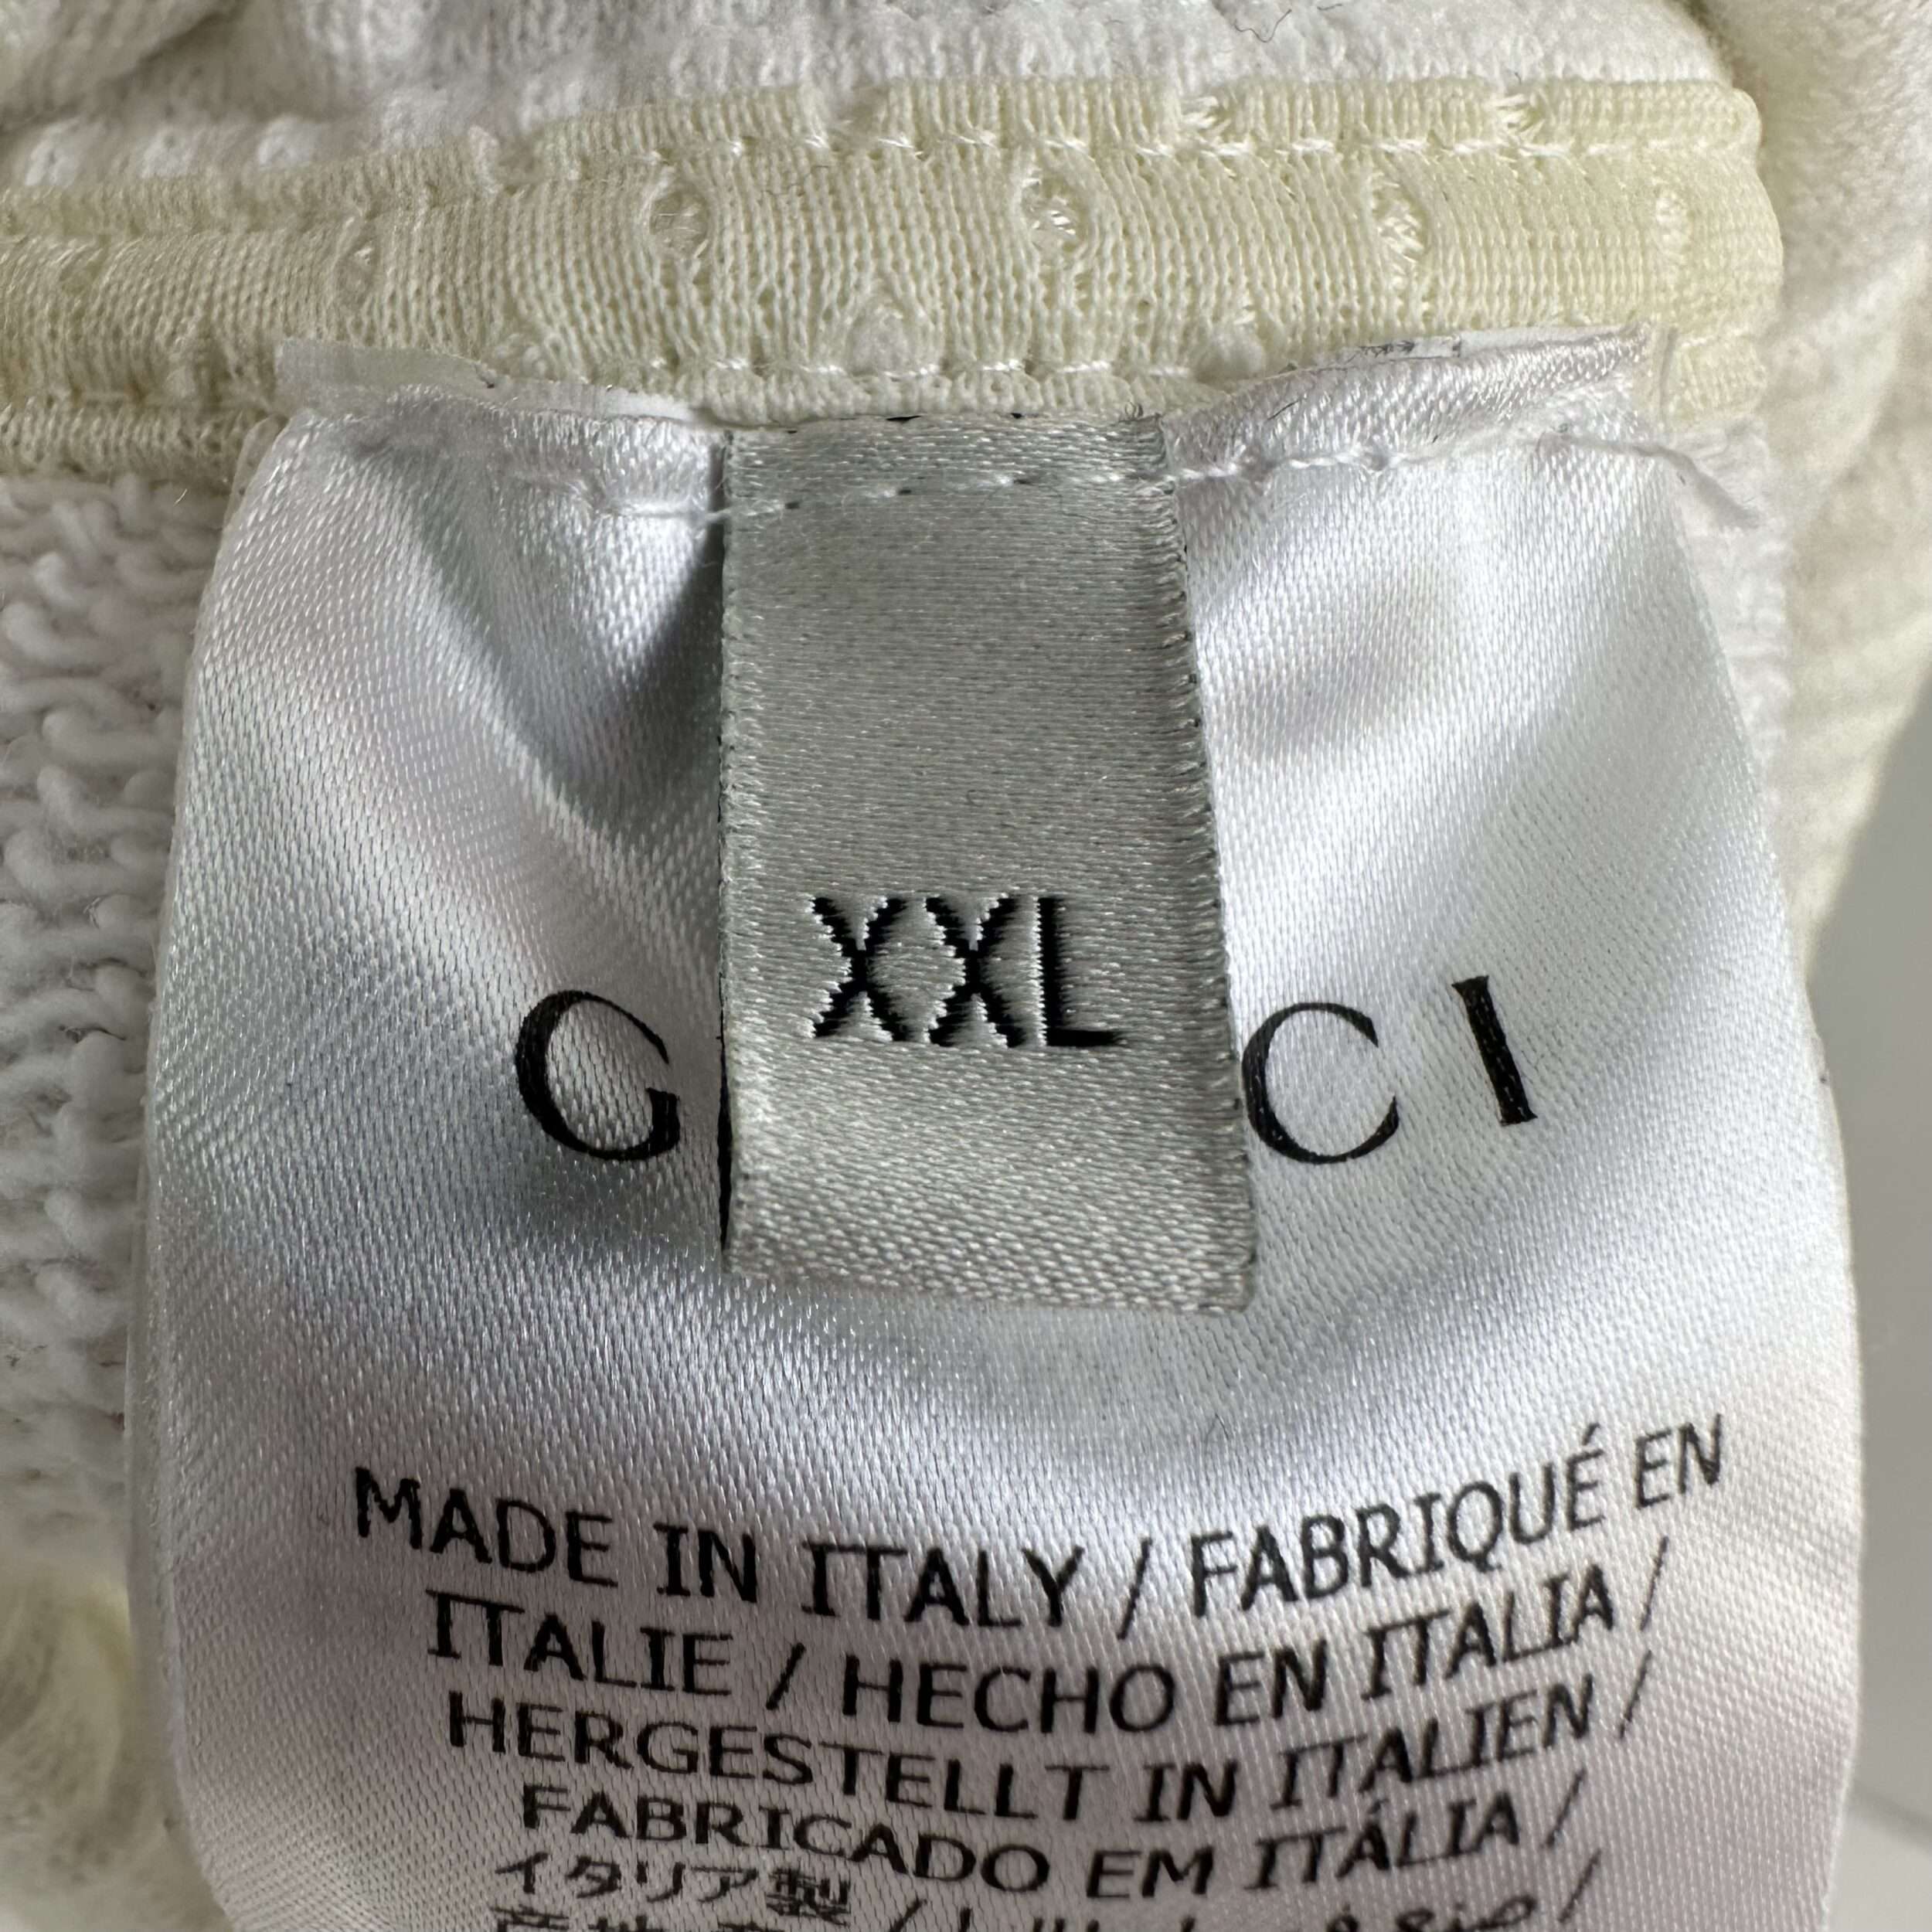 XXL
G CI
MADE IN ITALY / FABRIQUÉ EN
ITALIE / HECHO EN ITALIA /
HERGESTELLT IN ITALIEN /
FABRICADO EM ITÁLIA /
イタリア製